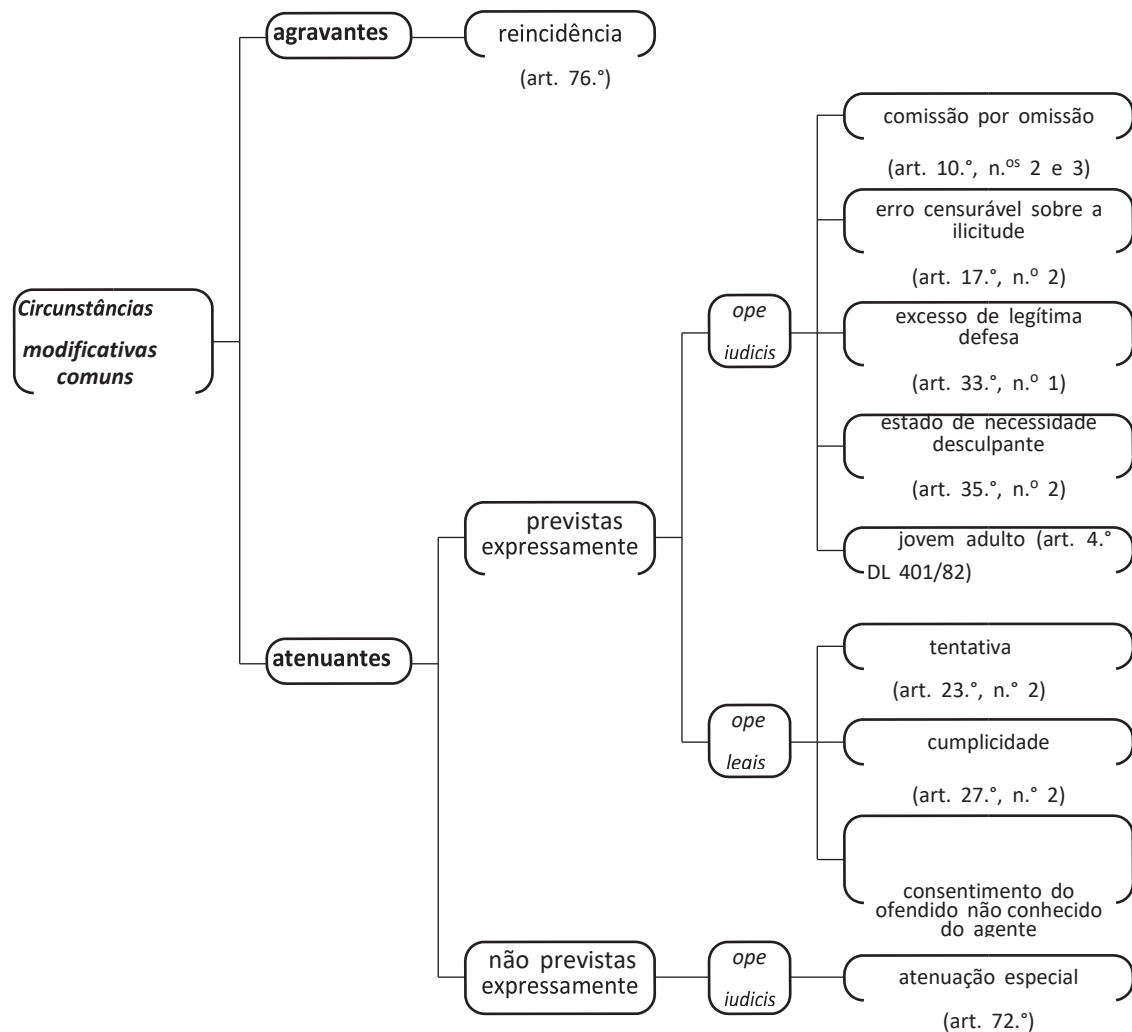 agravantes
reincidência
(art. 76.°)
comissão por omissão
(art. 10.°, n.os 2 e 3)
erro censurável sobre a
ilicitude
(art. 17.°, n.º 2)
Circunstâncias
modificativas
comuns
ope
iudicis
excesso de legítima
defesa
(art. 33.°, n.º 1)
estado de necessidade
desculpante
(art. 35.°, n.º 2)
previstas
expressamente
jovem adulto (art. 4.°
DL 401/82)
atenuantes
tentativa
(art. 23.°, n.° 2)
ope
legis
cumplicidade
(art. 27.°, n.° 2)
consentimento do
ofendido não conhecido
do agente
não previstas
expressamente
ope
iudicis
atenuação especial
(art. 72.°)